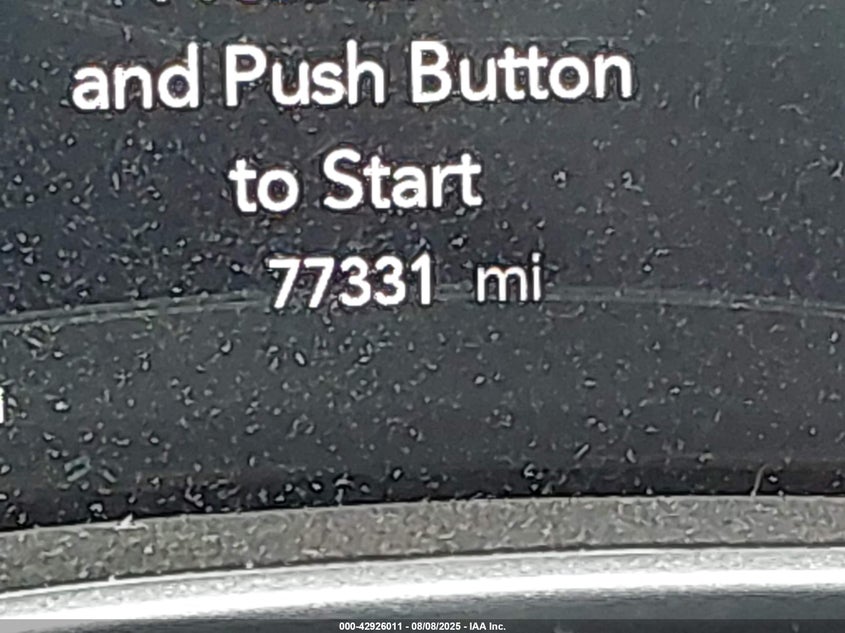 and Push Button
to Start
77331 mi
000-42926011 - 08/08/2025 - IAA Inc.